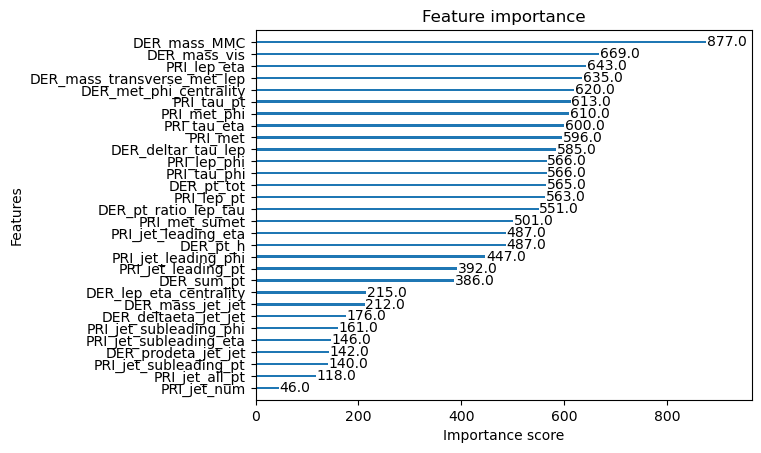 Feature importance
Features
DER_mass_MMC 877.0
DER_mass_vis 669.0
PRI_lep_eta 643.0
DER_mass_transverse_met_lep 635.0
DER_met_phi_centrality 620.0
PRI_tau_pt 613.0
PRI_met_phi 610.0
PRI_tau_eta 600.0
PRI_met 596.0
DER_deltar_tau_lep 585.0
PRI_lep_phi 566.0
PRI_tau_phi 566.0
DER_pt_tot 565.0
PRI_lep_pt 563.0
DER_pt_ratio_lep_tau 551.0
PRI_met_sumet 501.0
PRI_jet_leading_eta 487.0
DER_pt_h 487.0
PRI_jet_leading_phi 447.0
PRI_jet_leading_pt 392.0
DER_sum_pt 386.0
DER_lep_eta_centrality 215.0
DER_mass_jet_jet 212.0
DER_deltaeta_jet_jet 176.0
PRI_jet_subleading_phi 161.0
PRI_jet_subleading_eta 146.0
DER_prodeta_jet_jet 142.0
PRI_jet_subleading_pt 140.0
PRI_jet_all_pt 118.0
PRI_jet_num 46.0
0 200 400 600 800
Importance score